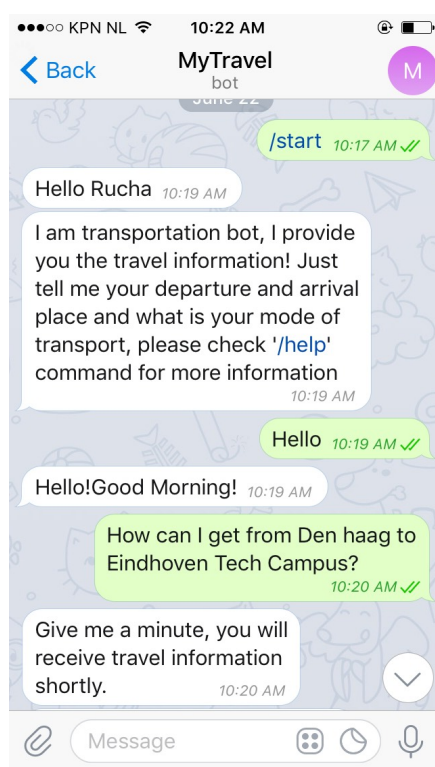 KPN NL 10:22 AM
Back
MyTravel
M
bot
June 22
/start 10:17 AM
Hello Rucha 10:19 AM
I am transportation bot, I provide
you the travel information! Just
tell me your departure and arrival
place and what is your mode of
transport, please check '/help'
command for more information
10:19 AM
Hello 10:19 AM
Hello!Good Morning! 10:19 AM
How can I get from Den haag to
Eindhoven Tech Campus?
10:20 AM
Give me a minute, you will
receive travel information
shortly. 10:20 AM
Message